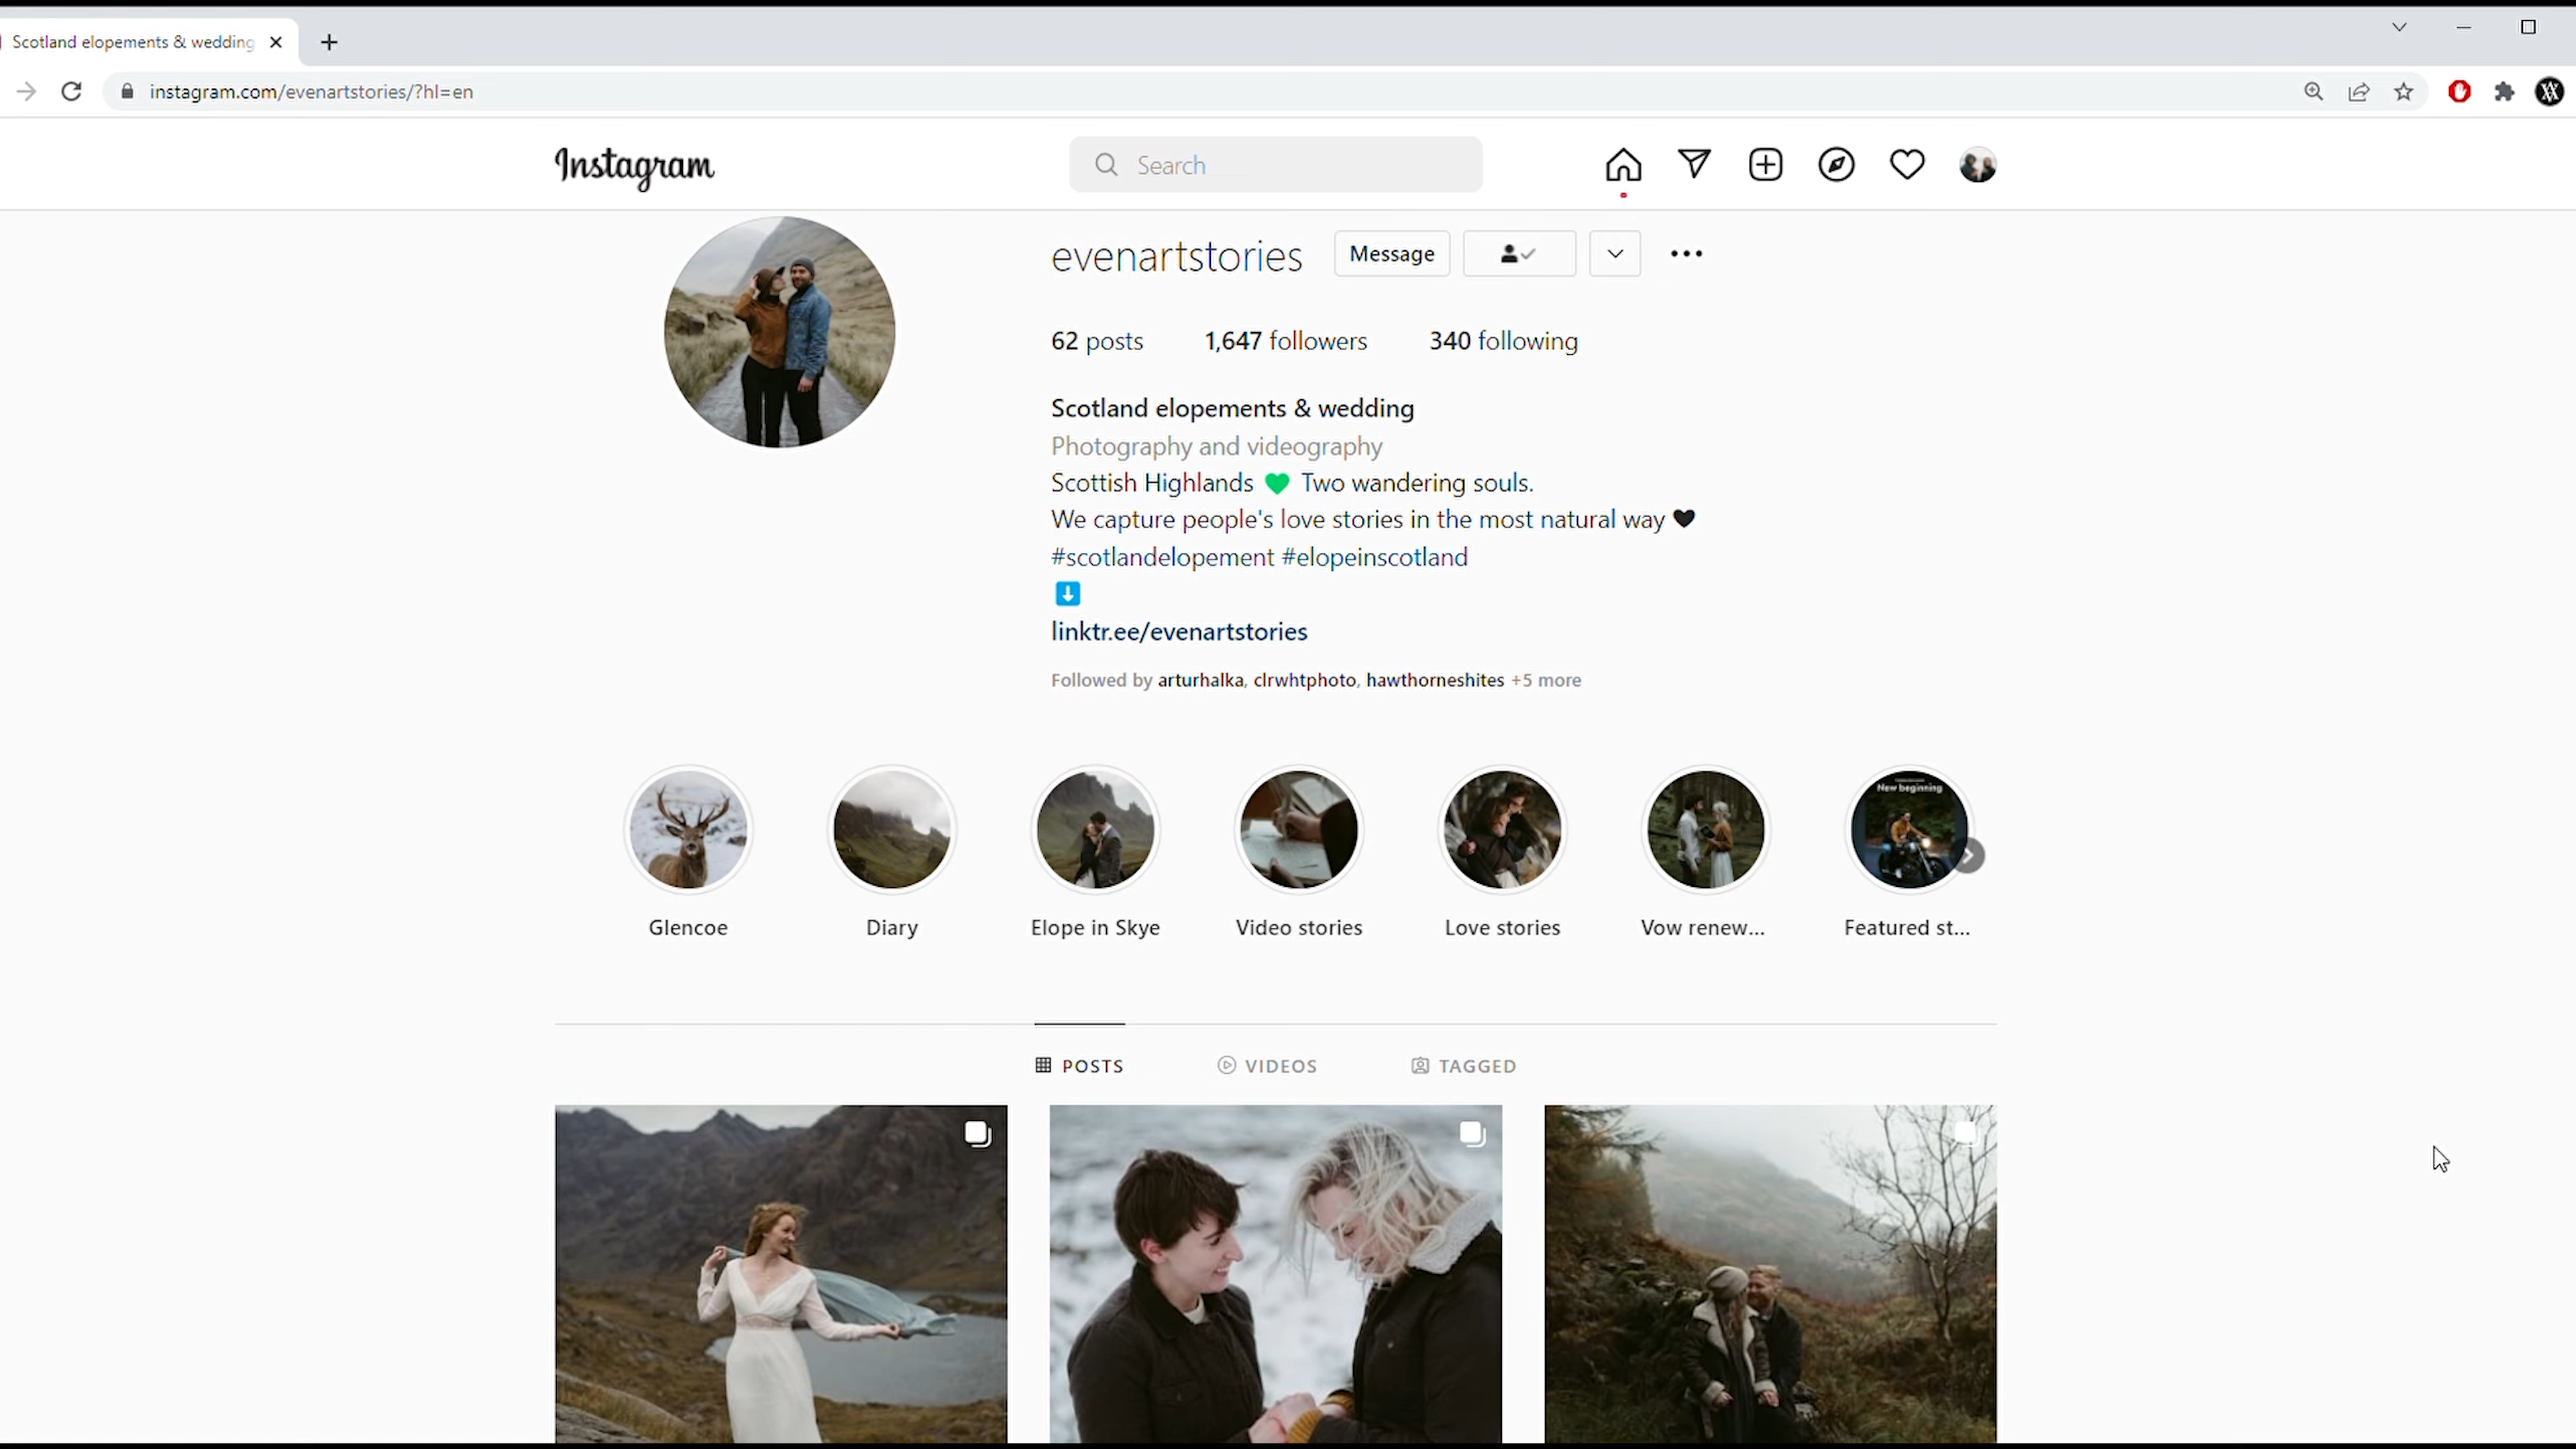 Scotland elopements & wedding
instagram.com/evenartstories/?hl=en
Instagram
Search
evenartstories
Message
62 posts 1,647 followers 340 following
Scotland elopements & wedding
Photography and videography
Scottish Highlands 💚 Two wandering souls.
We capture people's love stories in the most natural way 🖤
#scotlandelopement #elopeinscotland
⬇️
linktr.ee/evenartstories
Followed by arturhalka, clrwhtphoto, hawthorneshites +5 more
New beginning
Glencoe Diary Elope in Skye Video stories Love stories Vow renew... Featured st...
POSTS VIDEOS TAGGED